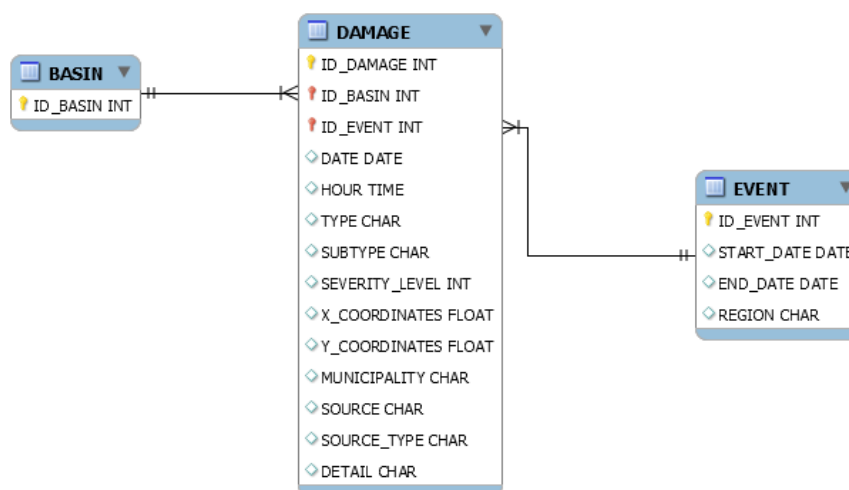 BASIN
ID_BASIN INT
DAMAGE
ID_DAMAGE INT
ID_BASIN INT
ID_EVENT INT
DATE DATE
HOUR TIME
TYPE CHAR
SUBTYPE CHAR
SEVERITY_LEVEL INT
X_COORDINATES FLOAT
Y_COORDINATES FLOAT
MUNICIPALITY CHAR
SOURCE CHAR
SOURCE_TYPE CHAR
DETAIL CHAR
EVENT
ID_EVENT INT
START_DATE DATE
END_DATE DATE
REGION CHAR